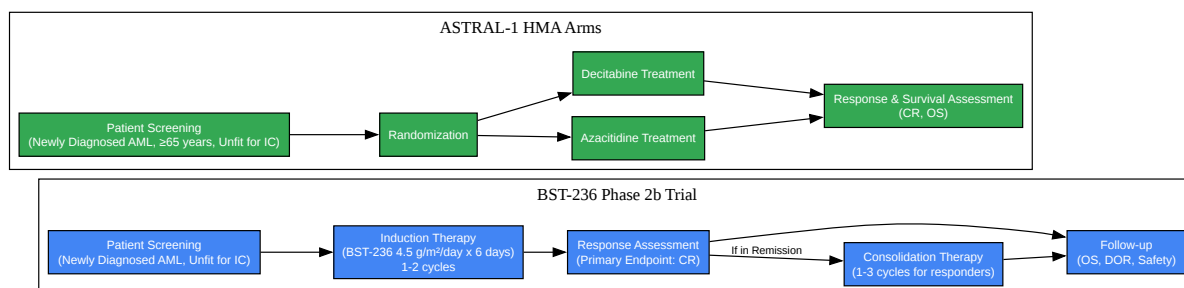 ASTRAL-1 HMA Arms
Patient Screening
(Newly Diagnosed AML, ≥65 years, Unfit for IC)
Randomization
Decitabine Treatment
Azacitidine Treatment
Response & Survival Assessment
(CR, OS)
BST-236 Phase 2b Trial
Patient Screening
(Newly Diagnosed AML, Unfit for IC)
Induction Therapy
(BST-236 4.5 g/m²/day x 6 days)
1-2 cycles
Response Assessment
(Primary Endpoint: CR)
If in Remission
Consolidation Therapy
(1-3 cycles for responders)
Follow-up
(OS, DOR, Safety)